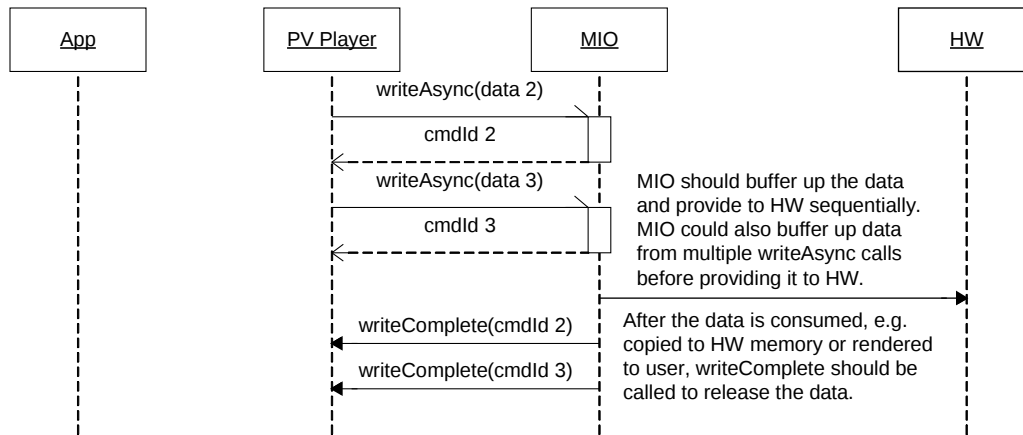 App
PV Player
MIO
HW
writeAsync(data 2)
cmdId 2
writeAsync(data 3)
cmdId 3
MIO should buffer up the data
and provide to HW sequentially.
MIO could also buffer up data
from multiple writeAsync calls
before providing it to HW.
writeComplete(cmdId 2)
writeComplete(cmdId 3)
After the data is consumed, e.g.
copied to HW memory or rendered
to user, writeComplete should be
called to release the data.